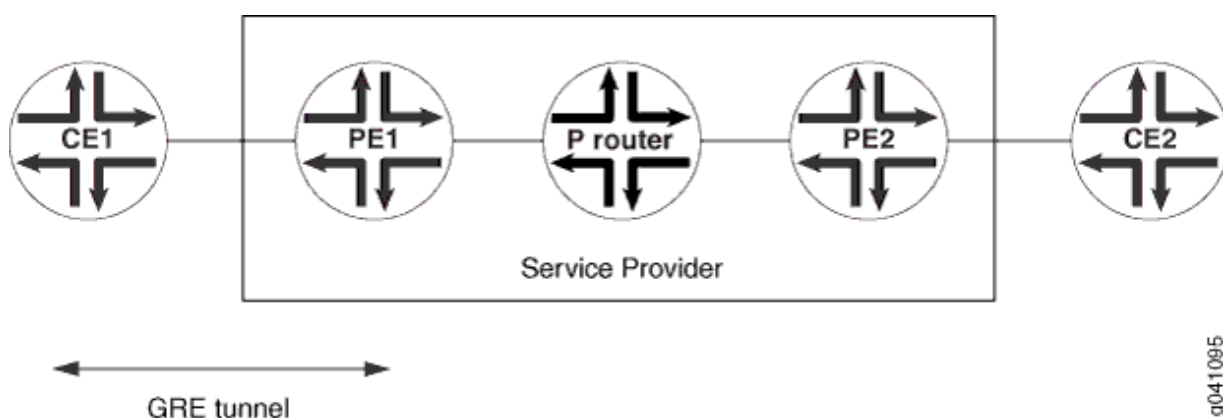 CE1
PE1
P router
PE2
CE2
Service Provider
GRE tunnel
g041095